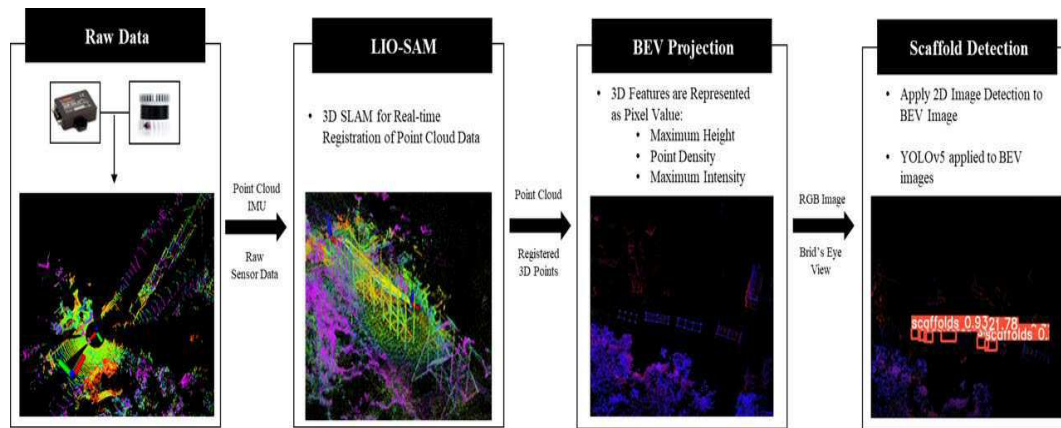 Raw Data
Point Cloud
IMU
Raw
Sensor Data
LIO-SAM
• 3D SLAM for Real-time
Registration of Point Cloud Data
Point Cloud
Registered
3D Points
BEV Projection
• 3D Features are Represented
as Pixel Value:
• Maximum Height
• Point Density
• Maximum Intensity
RGB Image
Brid's Eye
View
Scaffold Detection
• Apply 2D Image Detection to
BEV Image
• YOLOv5 applied to BEV
images
scaffolds 0.9321.78
scaffolds 0.